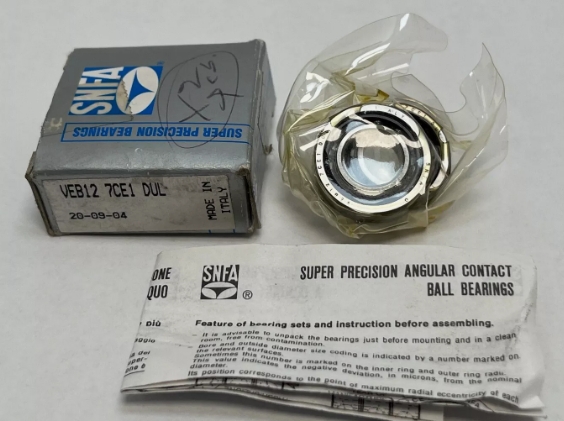 SNFA
SUPER PRECISION BEARINGS
VEB12 7CE1 DUL
20-09-04
MADE IN
ITALY
ONE
QUO
SNFA
®
SUPER PRECISION ANGULAR CONTACT
BALL BEARINGS
Feature of bearing sets and instruction before assembling.
It is advisable to unpack the bearings just before mounting and in a clean
room, free from contamination.
Bore and outside diameter size coding is indicated by a number marked on
the relevant surfaces.
Sometimes this number is marked on the inner ring and outer ring radu.
This value indicates the negative deviation, in microns, from the nominal
diameter.
Its position corresponds to the point of maximum radial eccentricity of each